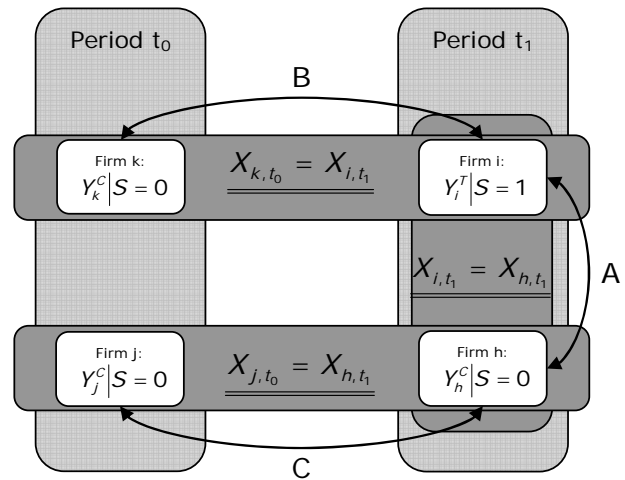 Period t₀
Period t₁
B
Firm k:
Y_k^C|S = 0
X_{k,t₀} = X_{i,t₁}
Firm i:
Y_i^T|S = 1
X_{i,t₁} = X_{h,t₁}
A
Firm j:
Y_j^C|S = 0
X_{j,t₀} = X_{h,t₁}
Firm h:
Y_h^C|S = 0
C